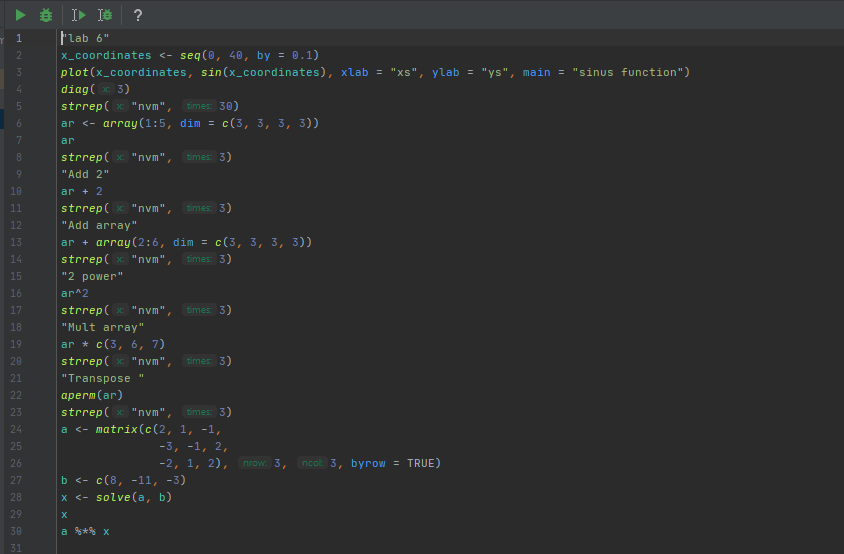 ?
1 "lab 6"
2 x_coordinates <- seq(0, 40, by = 0.1)
3 plot(x_coordinates, sin(x_coordinates), xlab = "xs", ylab = "ys", main = "sinus function")
4 diag( x: 3)
5 strrep( x: "nvm", times: 30)
6 ar <- array(1:5, dim = c(3, 3, 3, 3))
7 ar
8 strrep( x: "nvm", times: 3)
9 "Add 2"
10 ar + 2
11 strrep( x: "nvm", times: 3)
12 "Add array"
13 ar + array(2:6, dim = c(3, 3, 3, 3))
14 strrep( x: "nvm", times: 3)
15 "2 power"
16 ar^2
17 strrep( x: "nvm", times: 3)
18 "Mult array"
19 ar * c(3, 6, 7)
20 strrep( x: "nvm", times: 3)
21 "Transpose "
22 aperm(ar)
23 strrep( x: "nvm", times: 3)
24 a <- matrix(c(2, 1, -1,
25 -3, -1, 2,
26 -2, 1, 2), nrow: 3, ncol: 3, byrow = TRUE)
27 b <- c(8, -11, -3)
28 x <- solve(a, b)
29 x
30 a %*% x
31